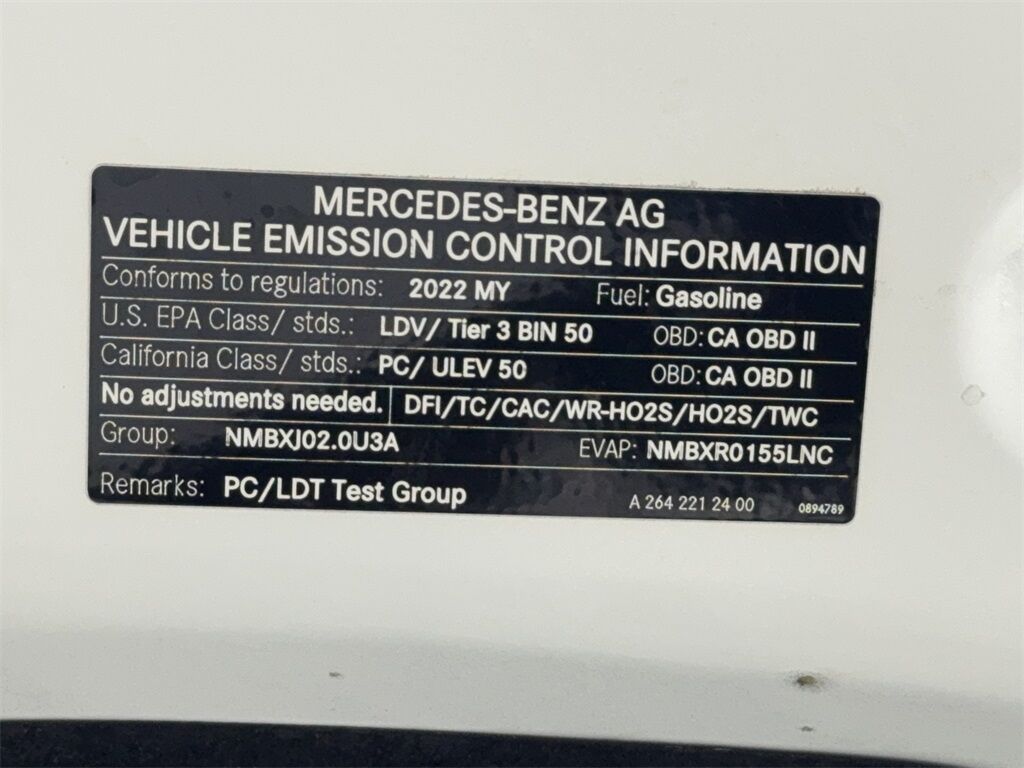 MERCEDES-BENZ AG
VEHICLE EMISSION CONTROL INFORMATION
Conforms to regulations: 2022 MY Fuel: Gasoline
U.S. EPA Class/ stds.: LDV/ Tier 3 BIN 50 OBD: CA OBD II
California Class/ stds.: PC/ ULEV 50 OBD: CA OBD II
No adjustments needed. DFI/TC/CAC/WR-HO2S/HO2S/TWC
Group: NMBXJ02.0U3A EVAP: NMBXR0155LNC
Remarks: PC/LDT Test Group A 264 221 24 00 0894789